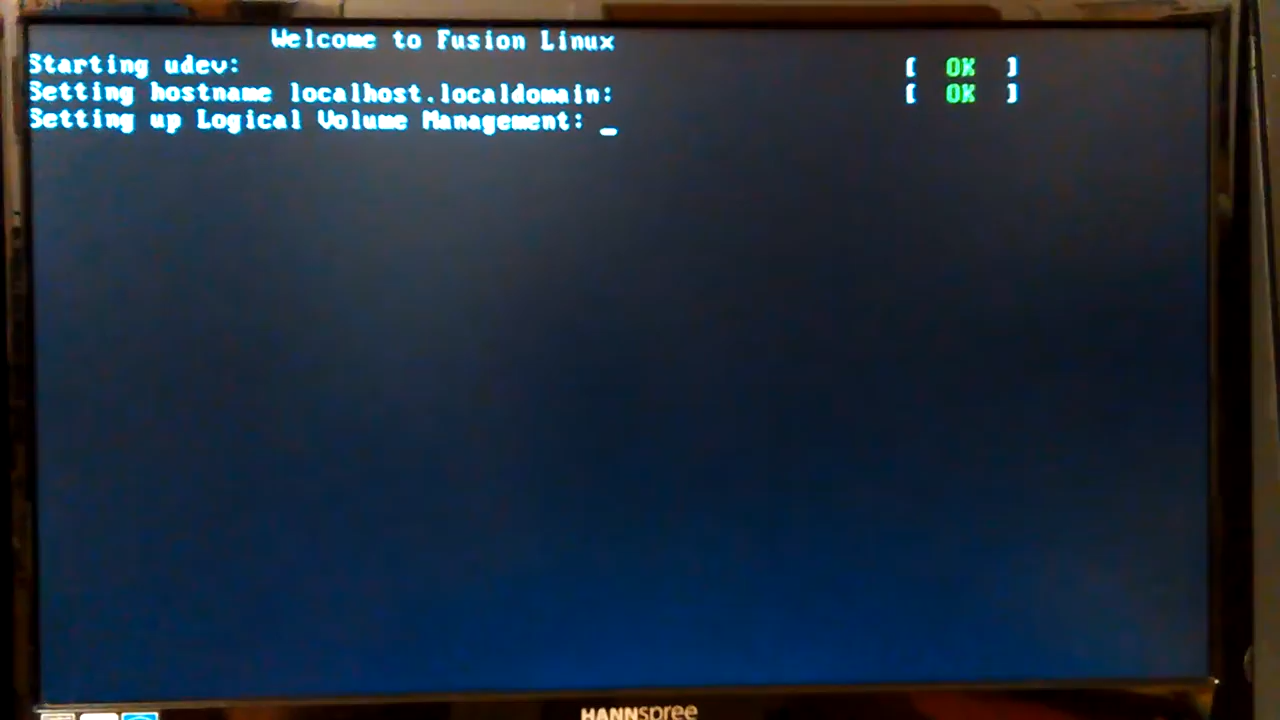 Welcome to Fusion Linux
Starting udev: [ OK ]
Setting hostname localhost.localdomain: [ OK ]
Setting up Logical Volume Management: _
HANNspree